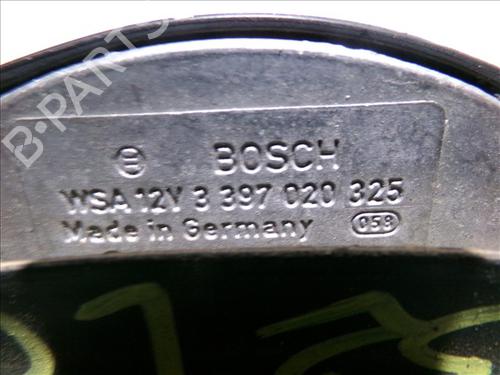 B-PARTS
BOSCH
WSA 12V 3 397 020 325
Made in Germany 058